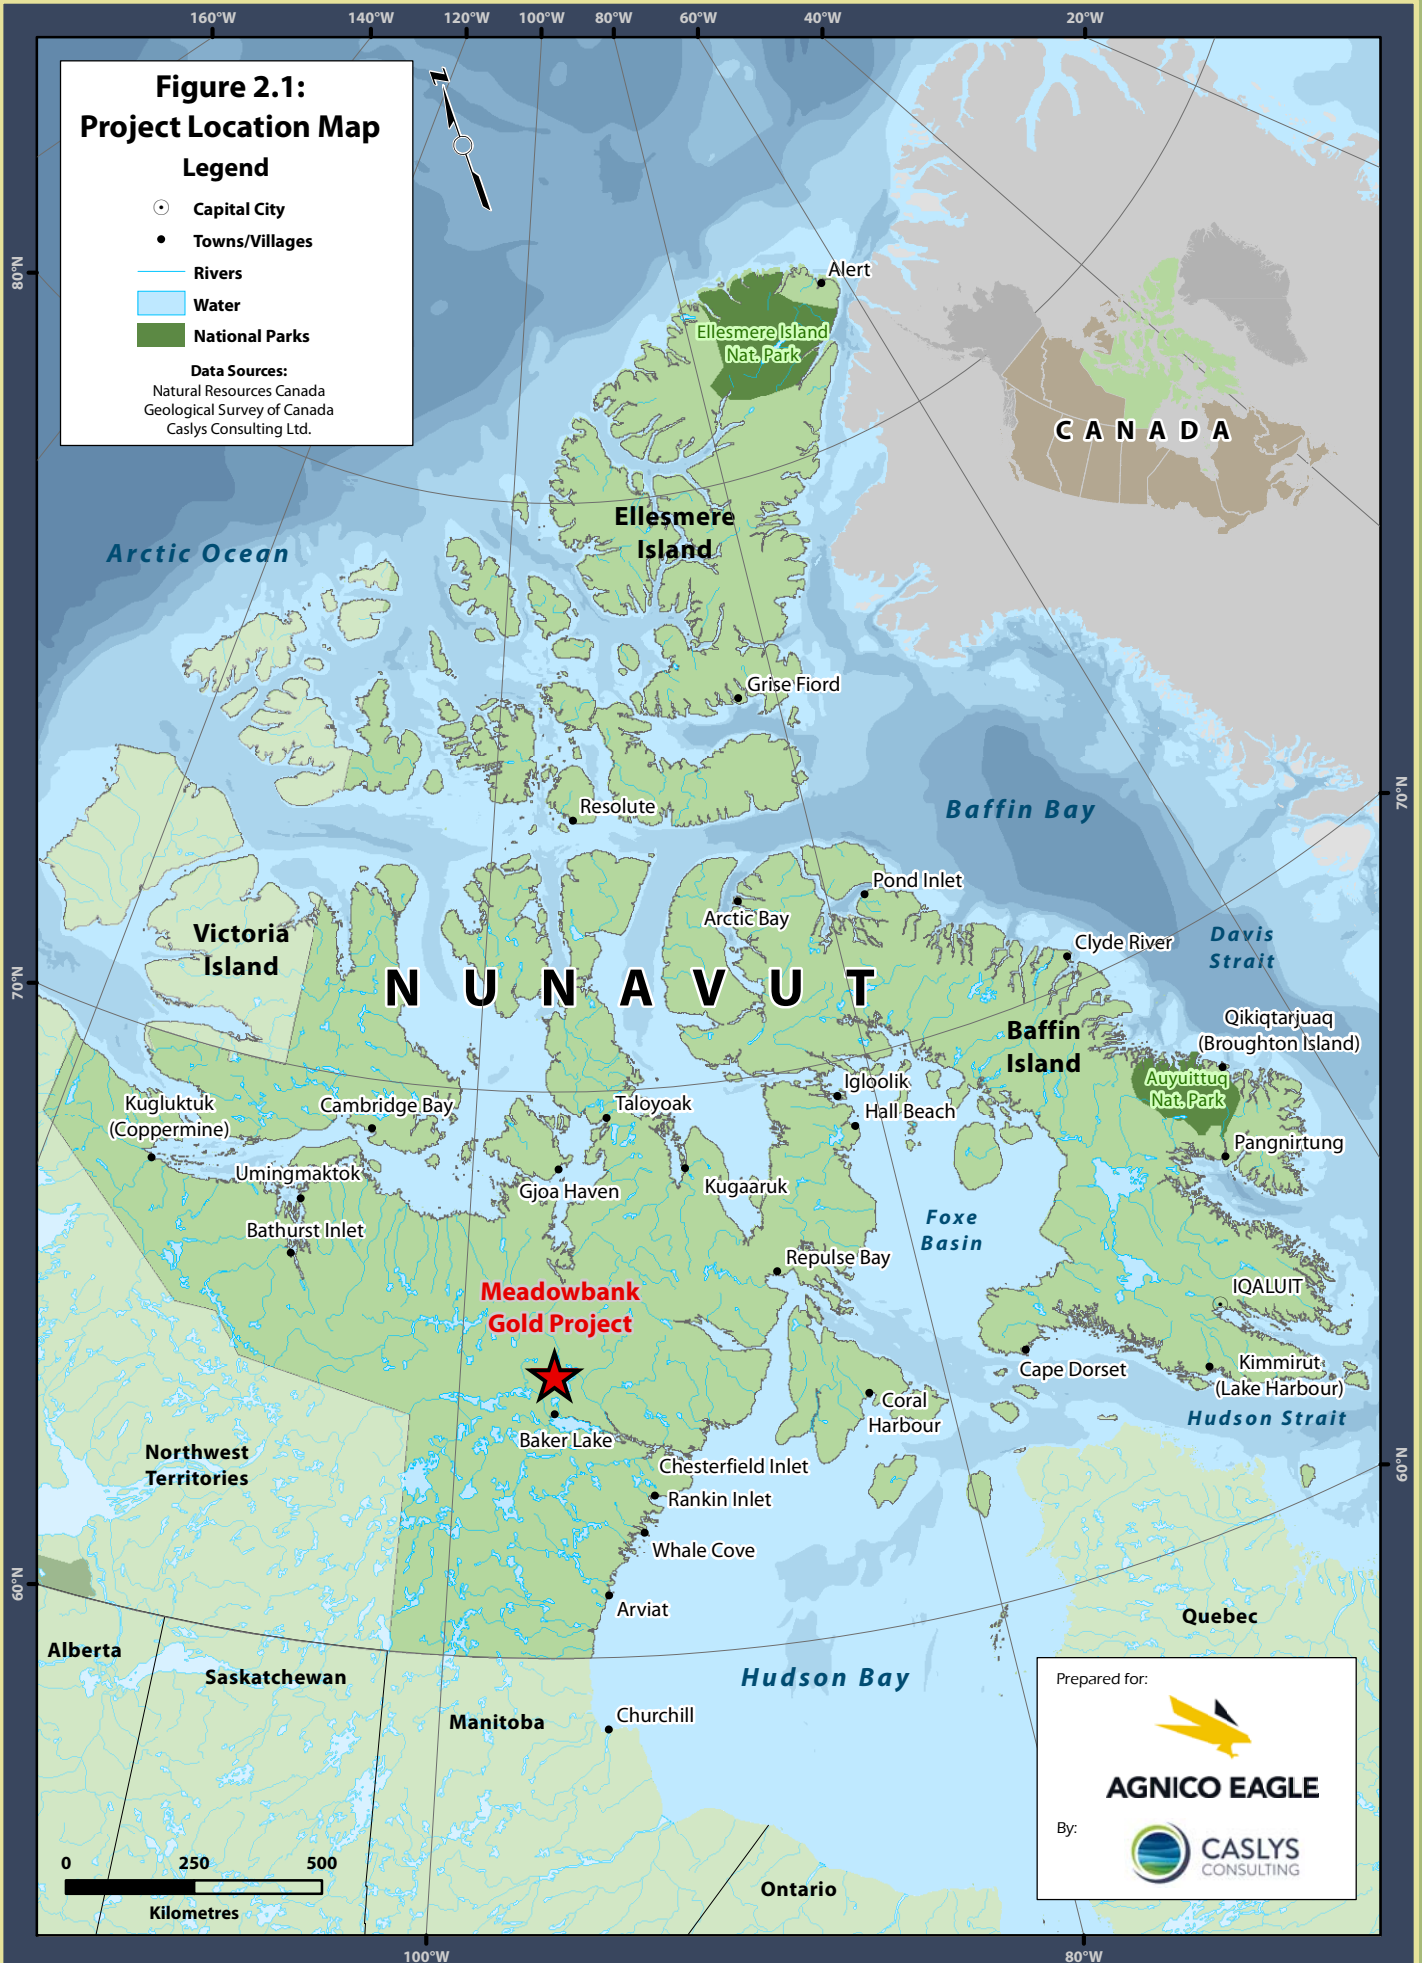 160°W
140°W
120°W
100°W
80°W
60°W
40°W
20°W
Figure 2.1:
Project Location Map
Legend
Capital City
Towns/Villages
Rivers
Water
National Parks
Data Sources:
Natural Resources Canada
Geological Survey of Canada
Caslys Consulting Ltd.
N
80°N
Alert
Ellesmere Island
Nat. Park
CANADA
Ellesmere
Island
Arctic Ocean
Grise Fiord
70°N
Resolute
Baffin Bay
Pond Inlet
Arctic Bay
Victoria
Island
Clyde River
Davis
Strait
70°N
NUNAVUT
Baffin
Island
Qikiqtarjuaq
(Broughton Island)
Auyuittuq
Nat. Park
Igloolik
Hall Beach
Kugluktuk
(Coppermine)
Cambridge Bay
Taloyoak
Pangnirtung
Umingmaktok
Gjoa Haven
Kugaaruk
Bathurst Inlet
Foxe
Basin
Repulse Bay
IQALUIT
Meadowbank
Gold Project
Cape Dorset
Kimmirut
(Lake Harbour)
Coral
Harbour
Hudson Strait
Baker Lake
Northwest
Territories
Chesterfield Inlet
60°N
Rankin Inlet
Whale Cove
60°N
Arviat
Quebec
Alberta
Saskatchewan
Hudson Bay
Manitoba
Churchill
Prepared for:
AGNICO EAGLE
By:
CASLYS
CONSULTING
0
250
500
Kilometres
Ontario
100°W
80°W